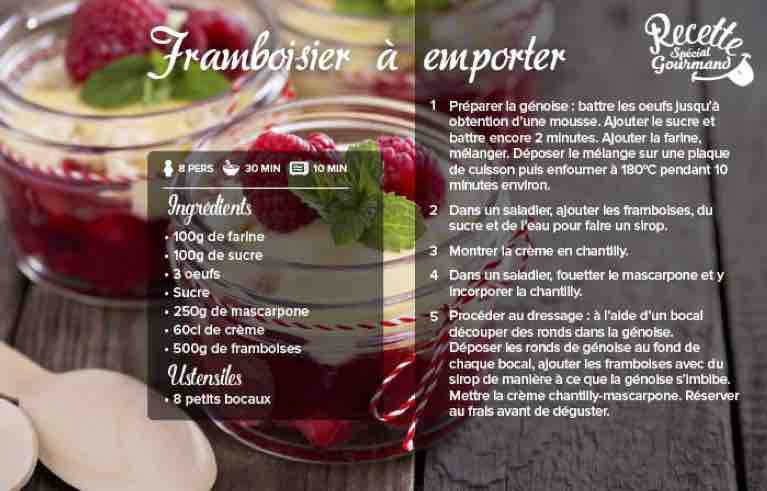 Framboisier à emporter
Recette
Spécial
Gourmand
8 PERS 30 MIN 10 MIN
Ingrédients
• 100g de farine
• 100g de sucre
• 3 oeufs
• Sucre
• 250g de mascarpone
• 60cl de crème
• 500g de framboises
Ustensiles
• 8 petits bocaux
1 Préparer la génoise : battre les oeufs jusqu'à
obtention d'une mousse. Ajouter le sucre et
battre encore 2 minutes. Ajouter la farine,
mélanger. Déposer le mélange sur une plaque
de cuisson puis enfourner à 180°C pendant 10
minutes environ.
2 Dans un saladier, ajouter les framboises, du
sucre et de l'eau pour faire un sirop.
3 Montrer la crème en chantilly.
4 Dans un saladier, fouetter le mascarpone et y
incorporer la chantilly.
5 Procéder au dressage : à l'aide d'un bocal
découper des ronds dans la génoise.
Déposer les ronds de génoise au fond de
chaque bocal, ajouter les framboises avec du
sirop de manière à ce que la génoise s'imbibe.
Mettre la crème chantilly-mascarpone. Réserver
au frais avant de déguster.